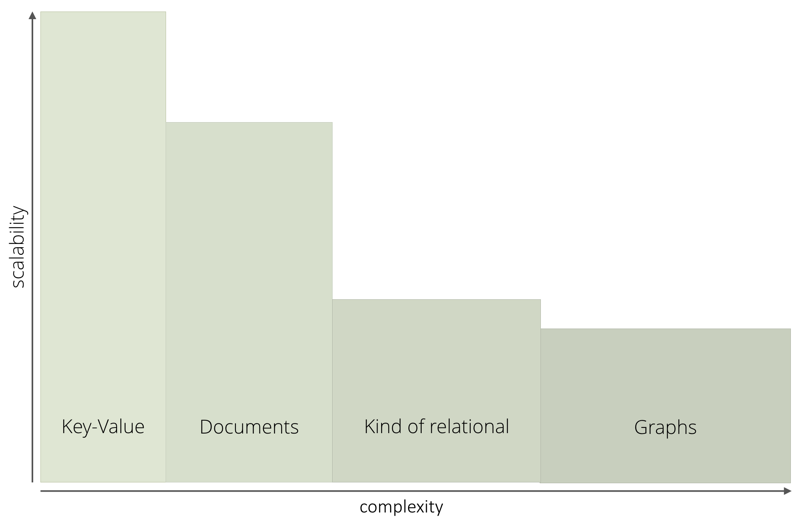 scalability
Key-Value
Documents
Kind of relational
Graphs
complexity